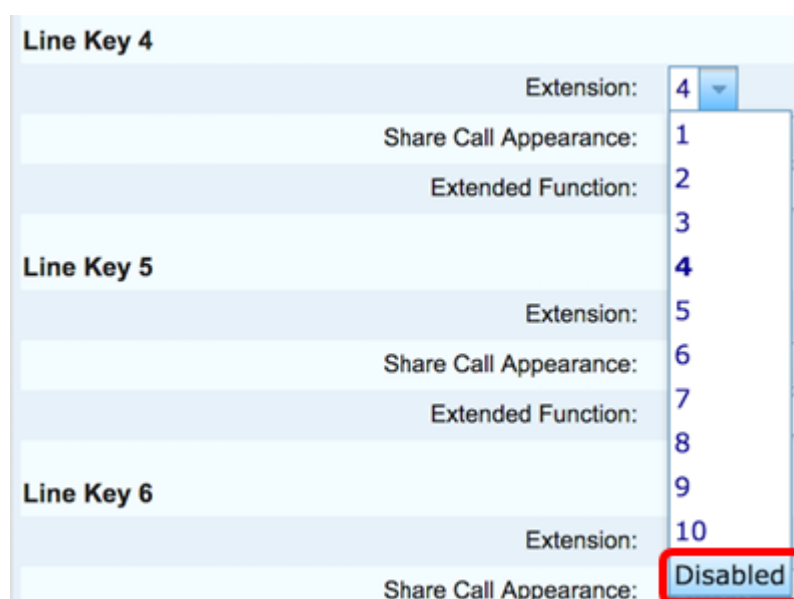 Line Key 4
Extension: 4
1
Share Call Appearance:
2
Extended Function:
3
Line Key 5
4
Extension: 5
6
Share Call Appearance:
7
Extended Function:
8
Line Key 6
9
Extension: 10
Share Call Appearance: Disabled